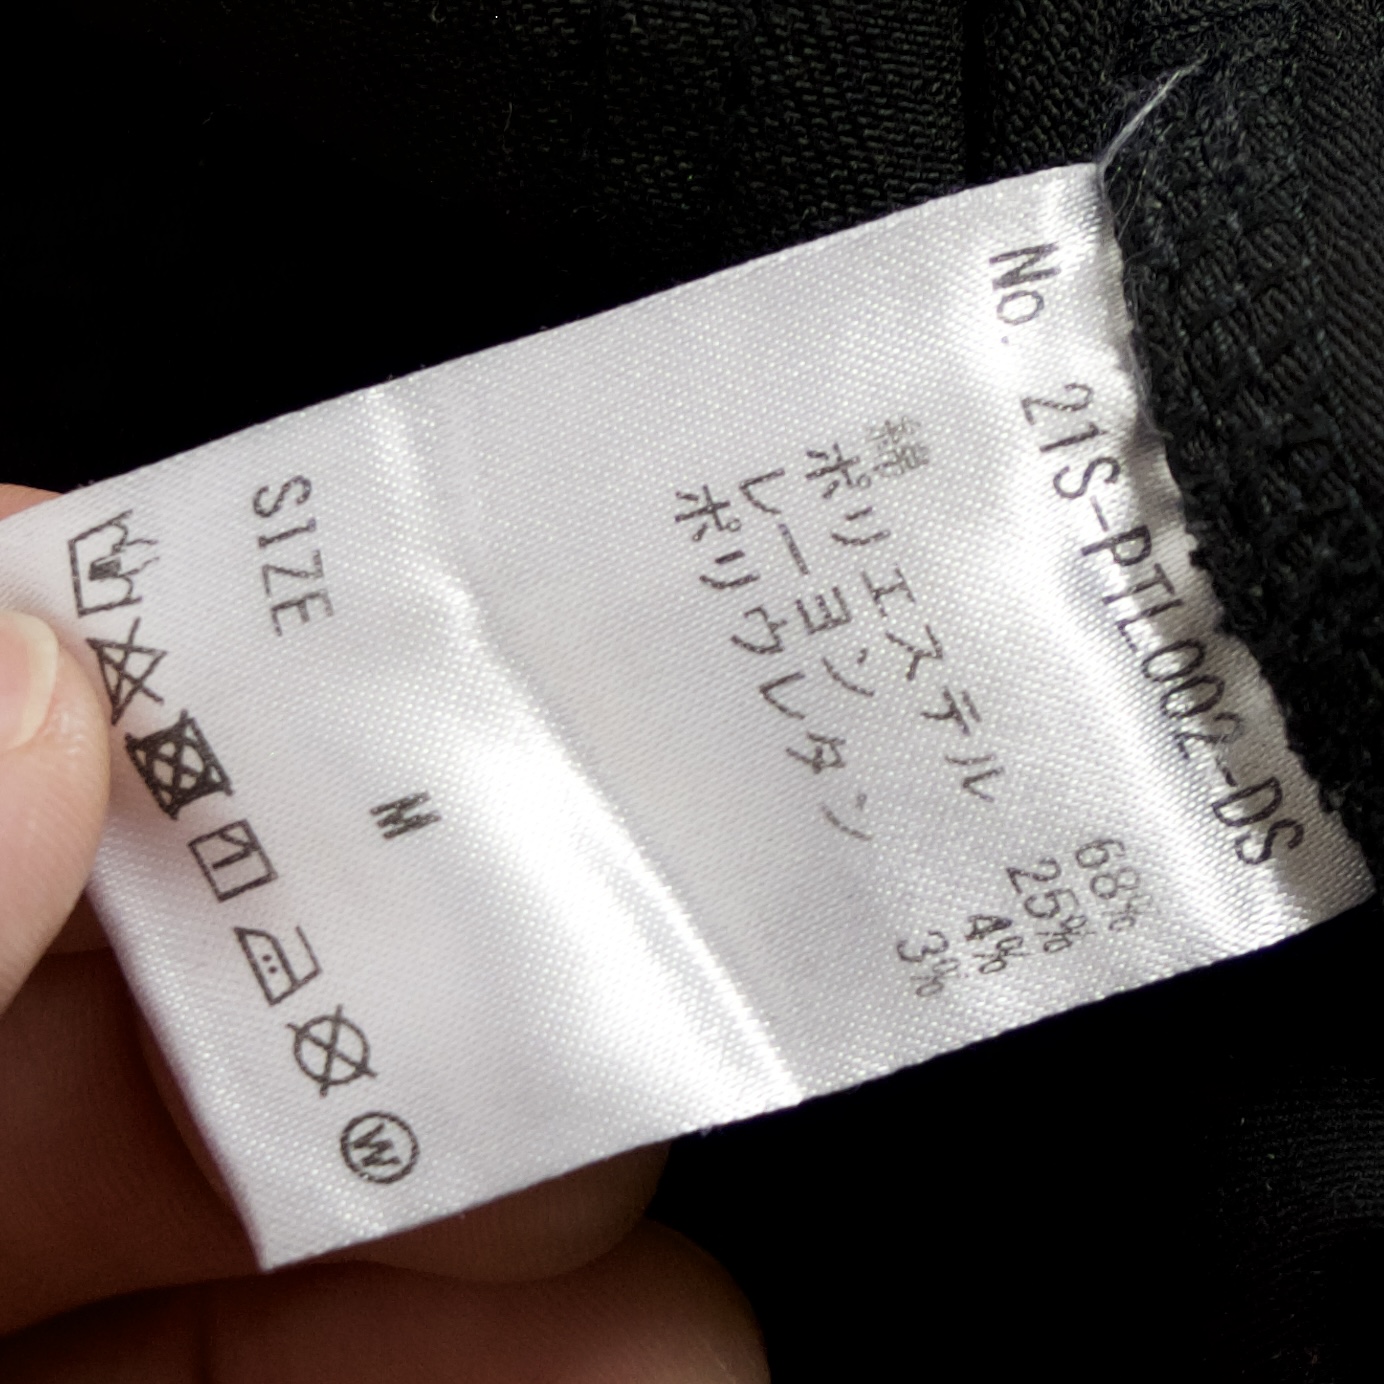 No. 21S-PTL002-DS
綿 68%
ポリエステル 25%
レーヨン 4%
ポリウレタン 3%
SIZE M
W